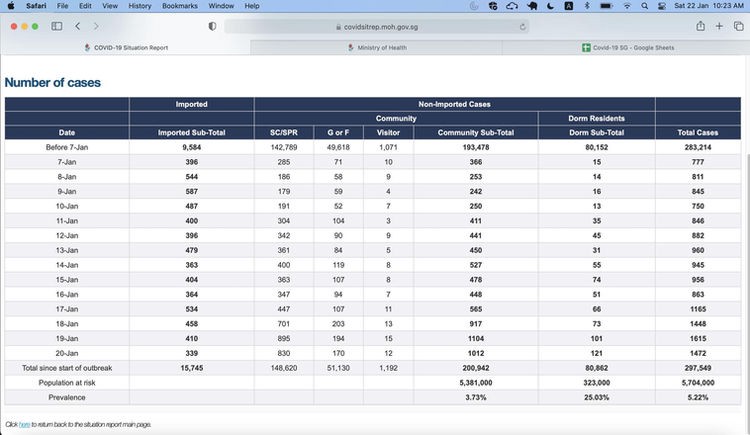 Safari File Edit View History Bookmarks Window Help Sat 22 Jan 10:23 AM
covidsitrep.moh.gov.sg
COVID-19 Situation Report Ministry of Health Covid-19 SG - Google Sheets
Number of cases
Imported Non-Imported Cases
Community Dorm Residents
Date Imported Sub-Total SC/SPR G or F Visitor Community Sub-Total Dorm Sub-Total Total Cases
Before 7-Jan 9,584 142,789 49,618 1,071 193,478 80,152 283,214
7-Jan 396 285 71 10 366 15 777
8-Jan 544 186 58 9 253 14 811
9-Jan 587 179 59 4 242 16 845
10-Jan 487 191 52 7 250 13 750
11-Jan 400 304 104 3 411 35 846
12-Jan 396 342 90 9 441 45 882
13-Jan 479 361 84 5 450 31 960
14-Jan 363 400 119 8 527 55 945
15-Jan 404 363 107 8 478 74 956
16-Jan 364 347 94 7 448 51 863
17-Jan 534 447 107 11 565 66 1165
18-Jan 458 701 203 13 917 73 1448
19-Jan 410 895 194 15 1104 101 1615
20-Jan 339 830 170 12 1012 121 1472
Total since start of outbreak 15,745 148,620 51,130 1,192 200,942 80,862 297,549
Population at risk 5,381,000 323,000 5,704,000
Prevalence 3.73% 25.03% 5.22%
Click here to return back to the situation report main page.